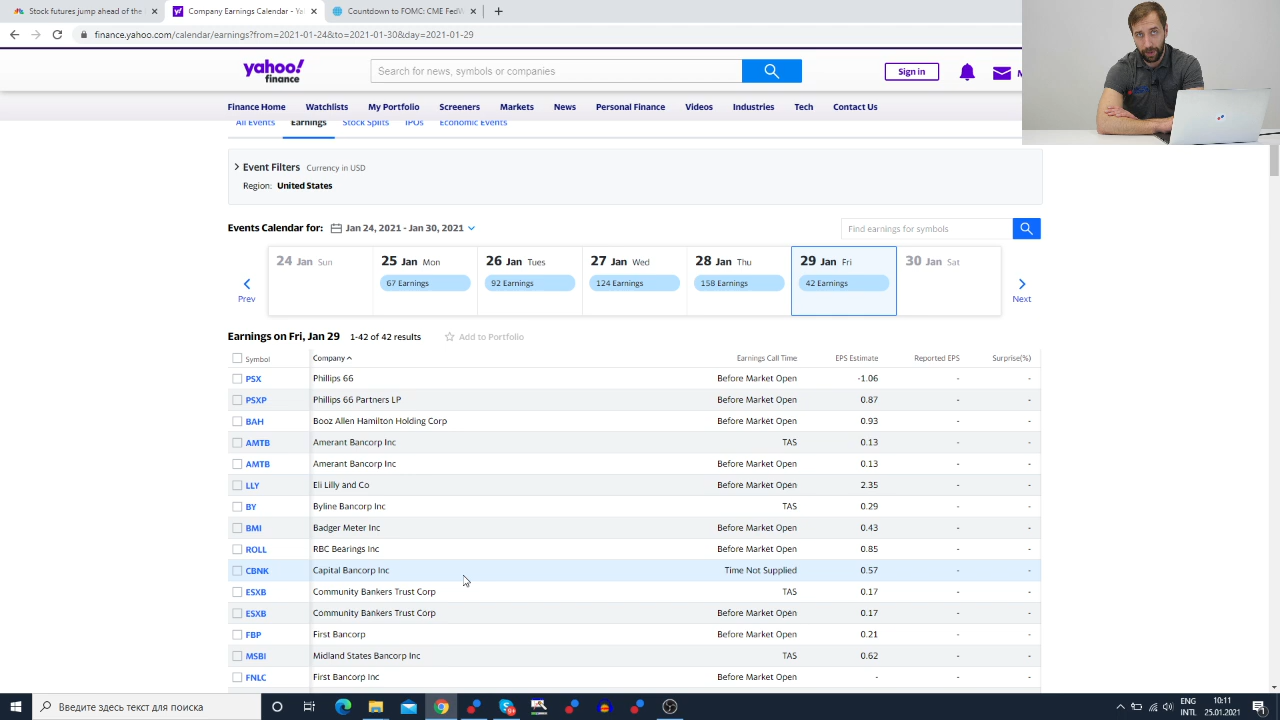 Stock futures jump ahead of the
Company Earnings Calendar - Ya
Countdown to FOMC CME FedW
finance.yahoo.com/calendar/earnings?from=2021-01-24&to=2021-01-30&day=2021-01-29
yahoo!
finance
Search for news, symbols or companies
Sign in
M
Finance Home Watchlists My Portfolio Screeners Markets News Personal Finance Videos Industries Tech Contact Us
All Events Earnings Stock Splits IPOs Economic Events
Event Filters Currency in USD
Region: United States
Events Calendar for: Jan 24, 2021 - Jan 30, 2021
Find earnings for symbols
24 Jan Sun 25 Jan Mon 26 Jan Tues 27 Jan Wed 28 Jan Thu 29 Jan Fri 30 Jan Sat
67 Earnings 92 Earnings 124 Earnings 158 Earnings 42 Earnings
Prev Next
Earnings on Fri, Jan 29 1-42 of 42 results Add to Portfolio
Symbol Company Earnings Call Time EPS Estimate Reported EPS Surprise(%)
PSX Phillips 66 Before Market Open -1.06 - -
PSXP Phillips 66 Partners LP Before Market Open 0.87 - -
BAH Booz Allen Hamilton Holding Corp Before Market Open 0.93 - -
AMTB Amerant Bancorp Inc TAS 0.13 - -
AMTB Amerant Bancorp Inc Before Market Open 0.13 - -
LLY Eli Lilly and Co Before Market Open 2.35 - -
BY Byline Bancorp Inc TAS 0.29 - -
BMI Badger Meter Inc Before Market Open 0.43 - -
ROLL RBC Bearings Inc Before Market Open 0.85 - -
CBNK Capital Bancorp Inc Time Not Supplied 0.57 - -
ESXB Community Bankers Trust Corp TAS 0.17 - -
ESXB Community Bankers Trust Corp Before Market Open 0.17 - -
FBP First Bancorp Before Market Open 0.21 - -
MSBI Midland States Bancorp Inc TAS 0.62 - -
FNLC First Bancorp Inc Before Market Open - - -
Введите здесь текст для поиска
ENG 10:11
INTL 25.01.2021